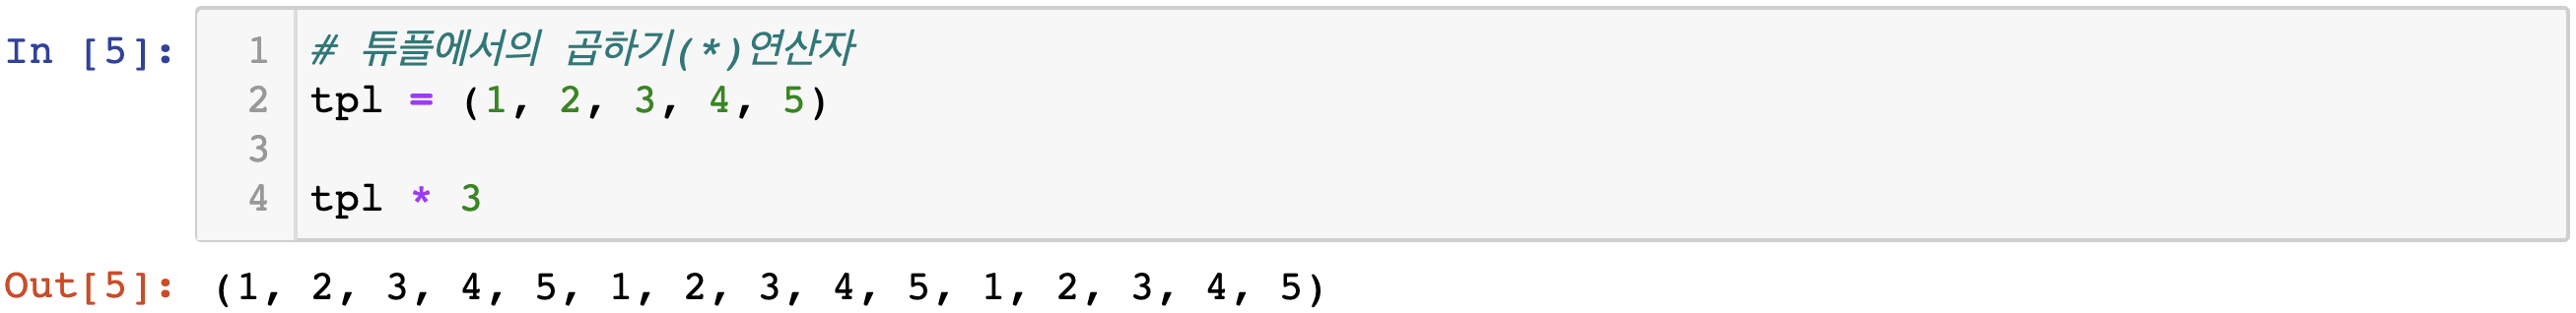 In [5]: 1 # 튜플에서의 곱하기(*)연산자
2 tpl = (1, 2, 3, 4, 5)
3
4 tpl * 3
Out[5]: (1, 2, 3, 4, 5, 1, 2, 3, 4, 5, 1, 2, 3, 4, 5)